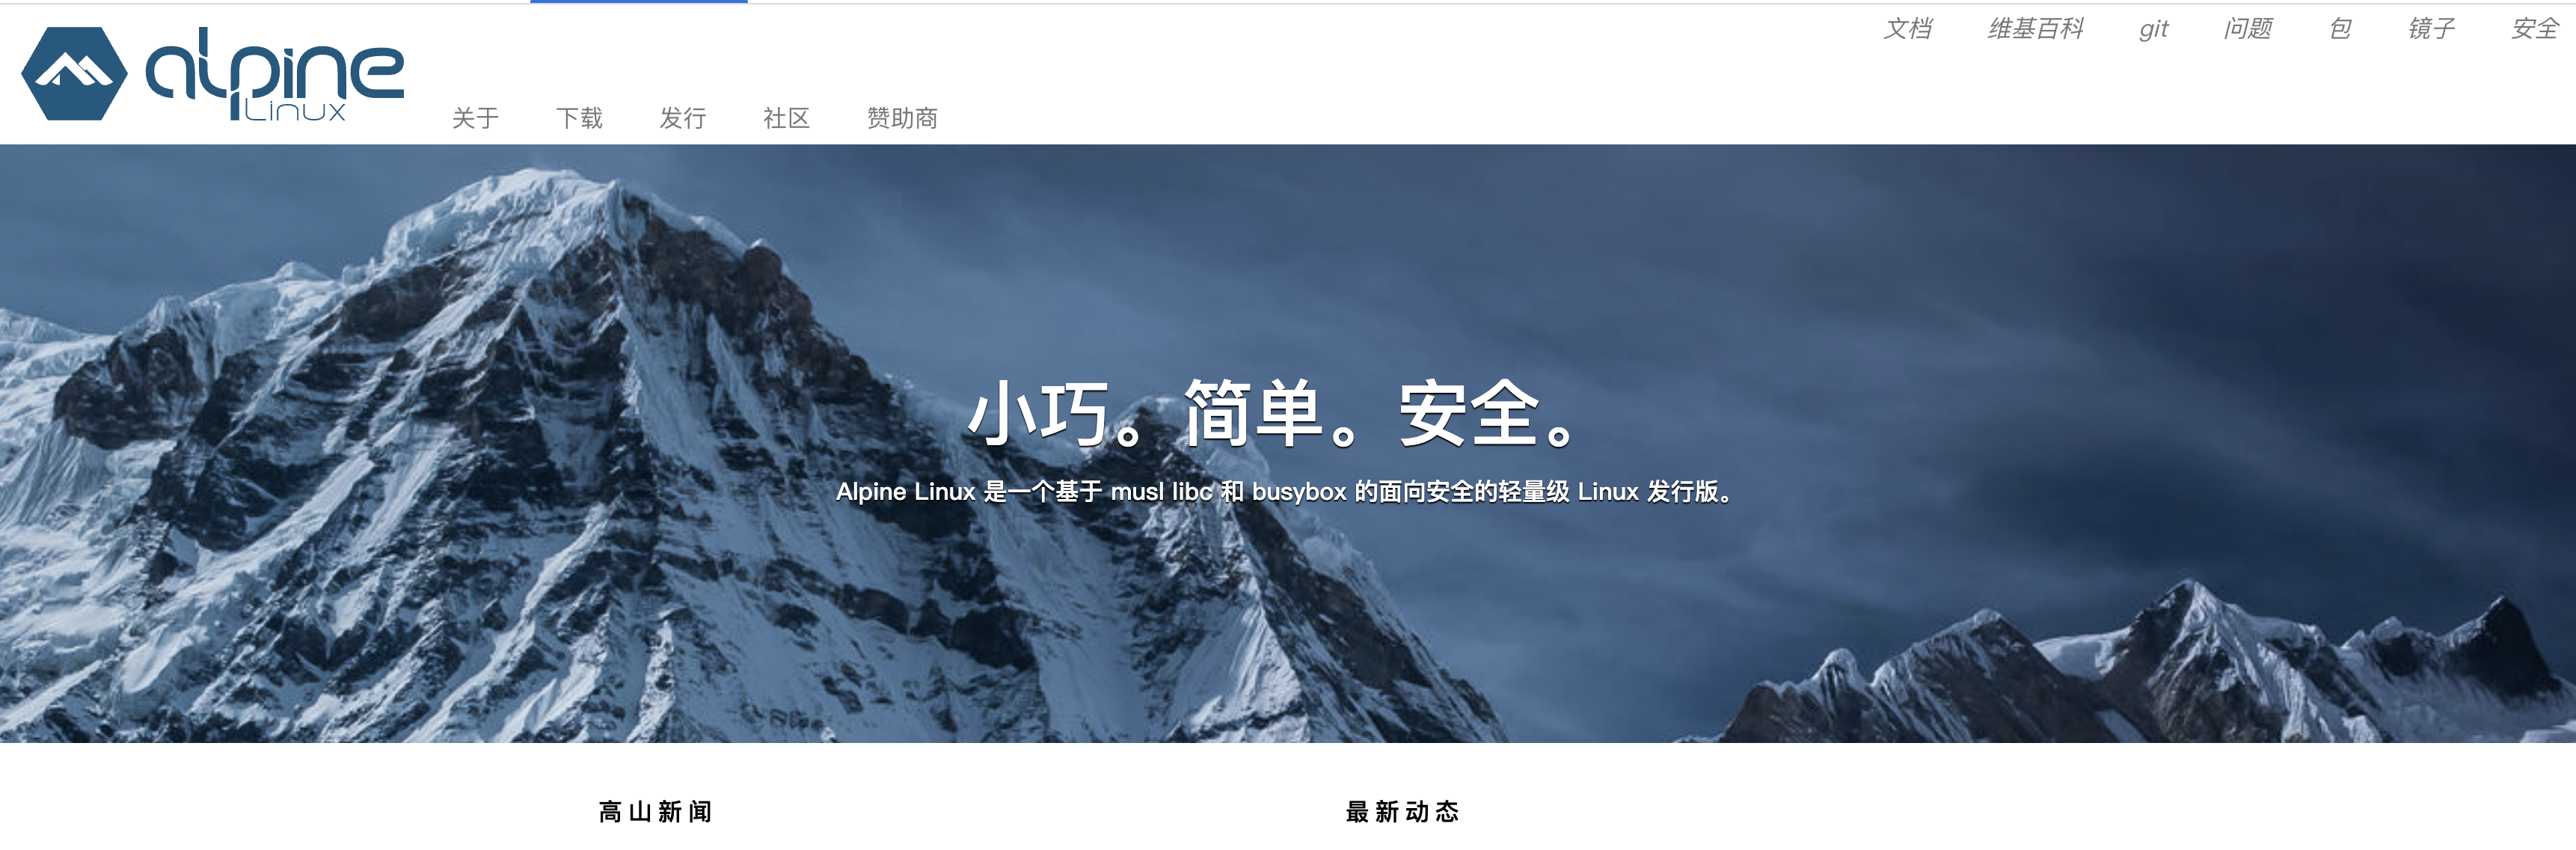 文档 维基百科 git 问题 包 镜子 安全
alpine
Linux
关于 下载 发行 社区 赞助商
小巧。简单。安全。
Alpine Linux 是一个基于 musl libc 和 busybox 的面向安全的轻量级 Linux 发行版。
高山新闻 最新动态